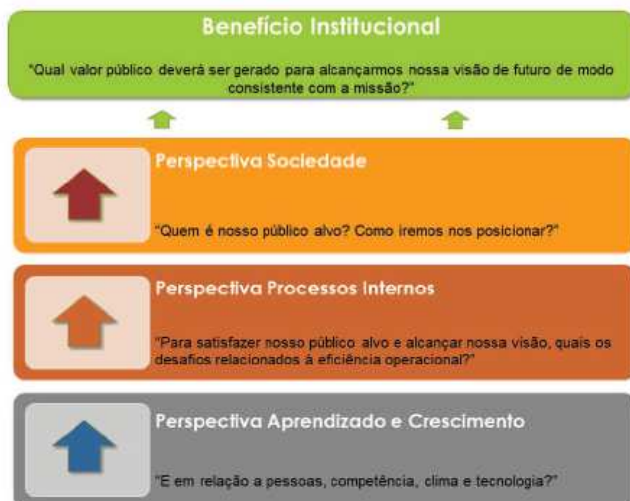 Benefício Institucional
"Qual valor público deverá ser gerado para alcançarmos nossa visão de futuro de modo
consistente com a missão?"
Perspectiva Sociedade
"Quem é nosso público alvo? Como iremos nos posicionar?"
Perspectiva Processos Internos
"Para satisfazer nosso público alvo e alcançar nossa visão, quais os
desafios relacionados à eficiência operacional?"
Perspectiva Aprendizado e Crescimento
"E em relação a pessoas, competência, clima e tecnologia?"